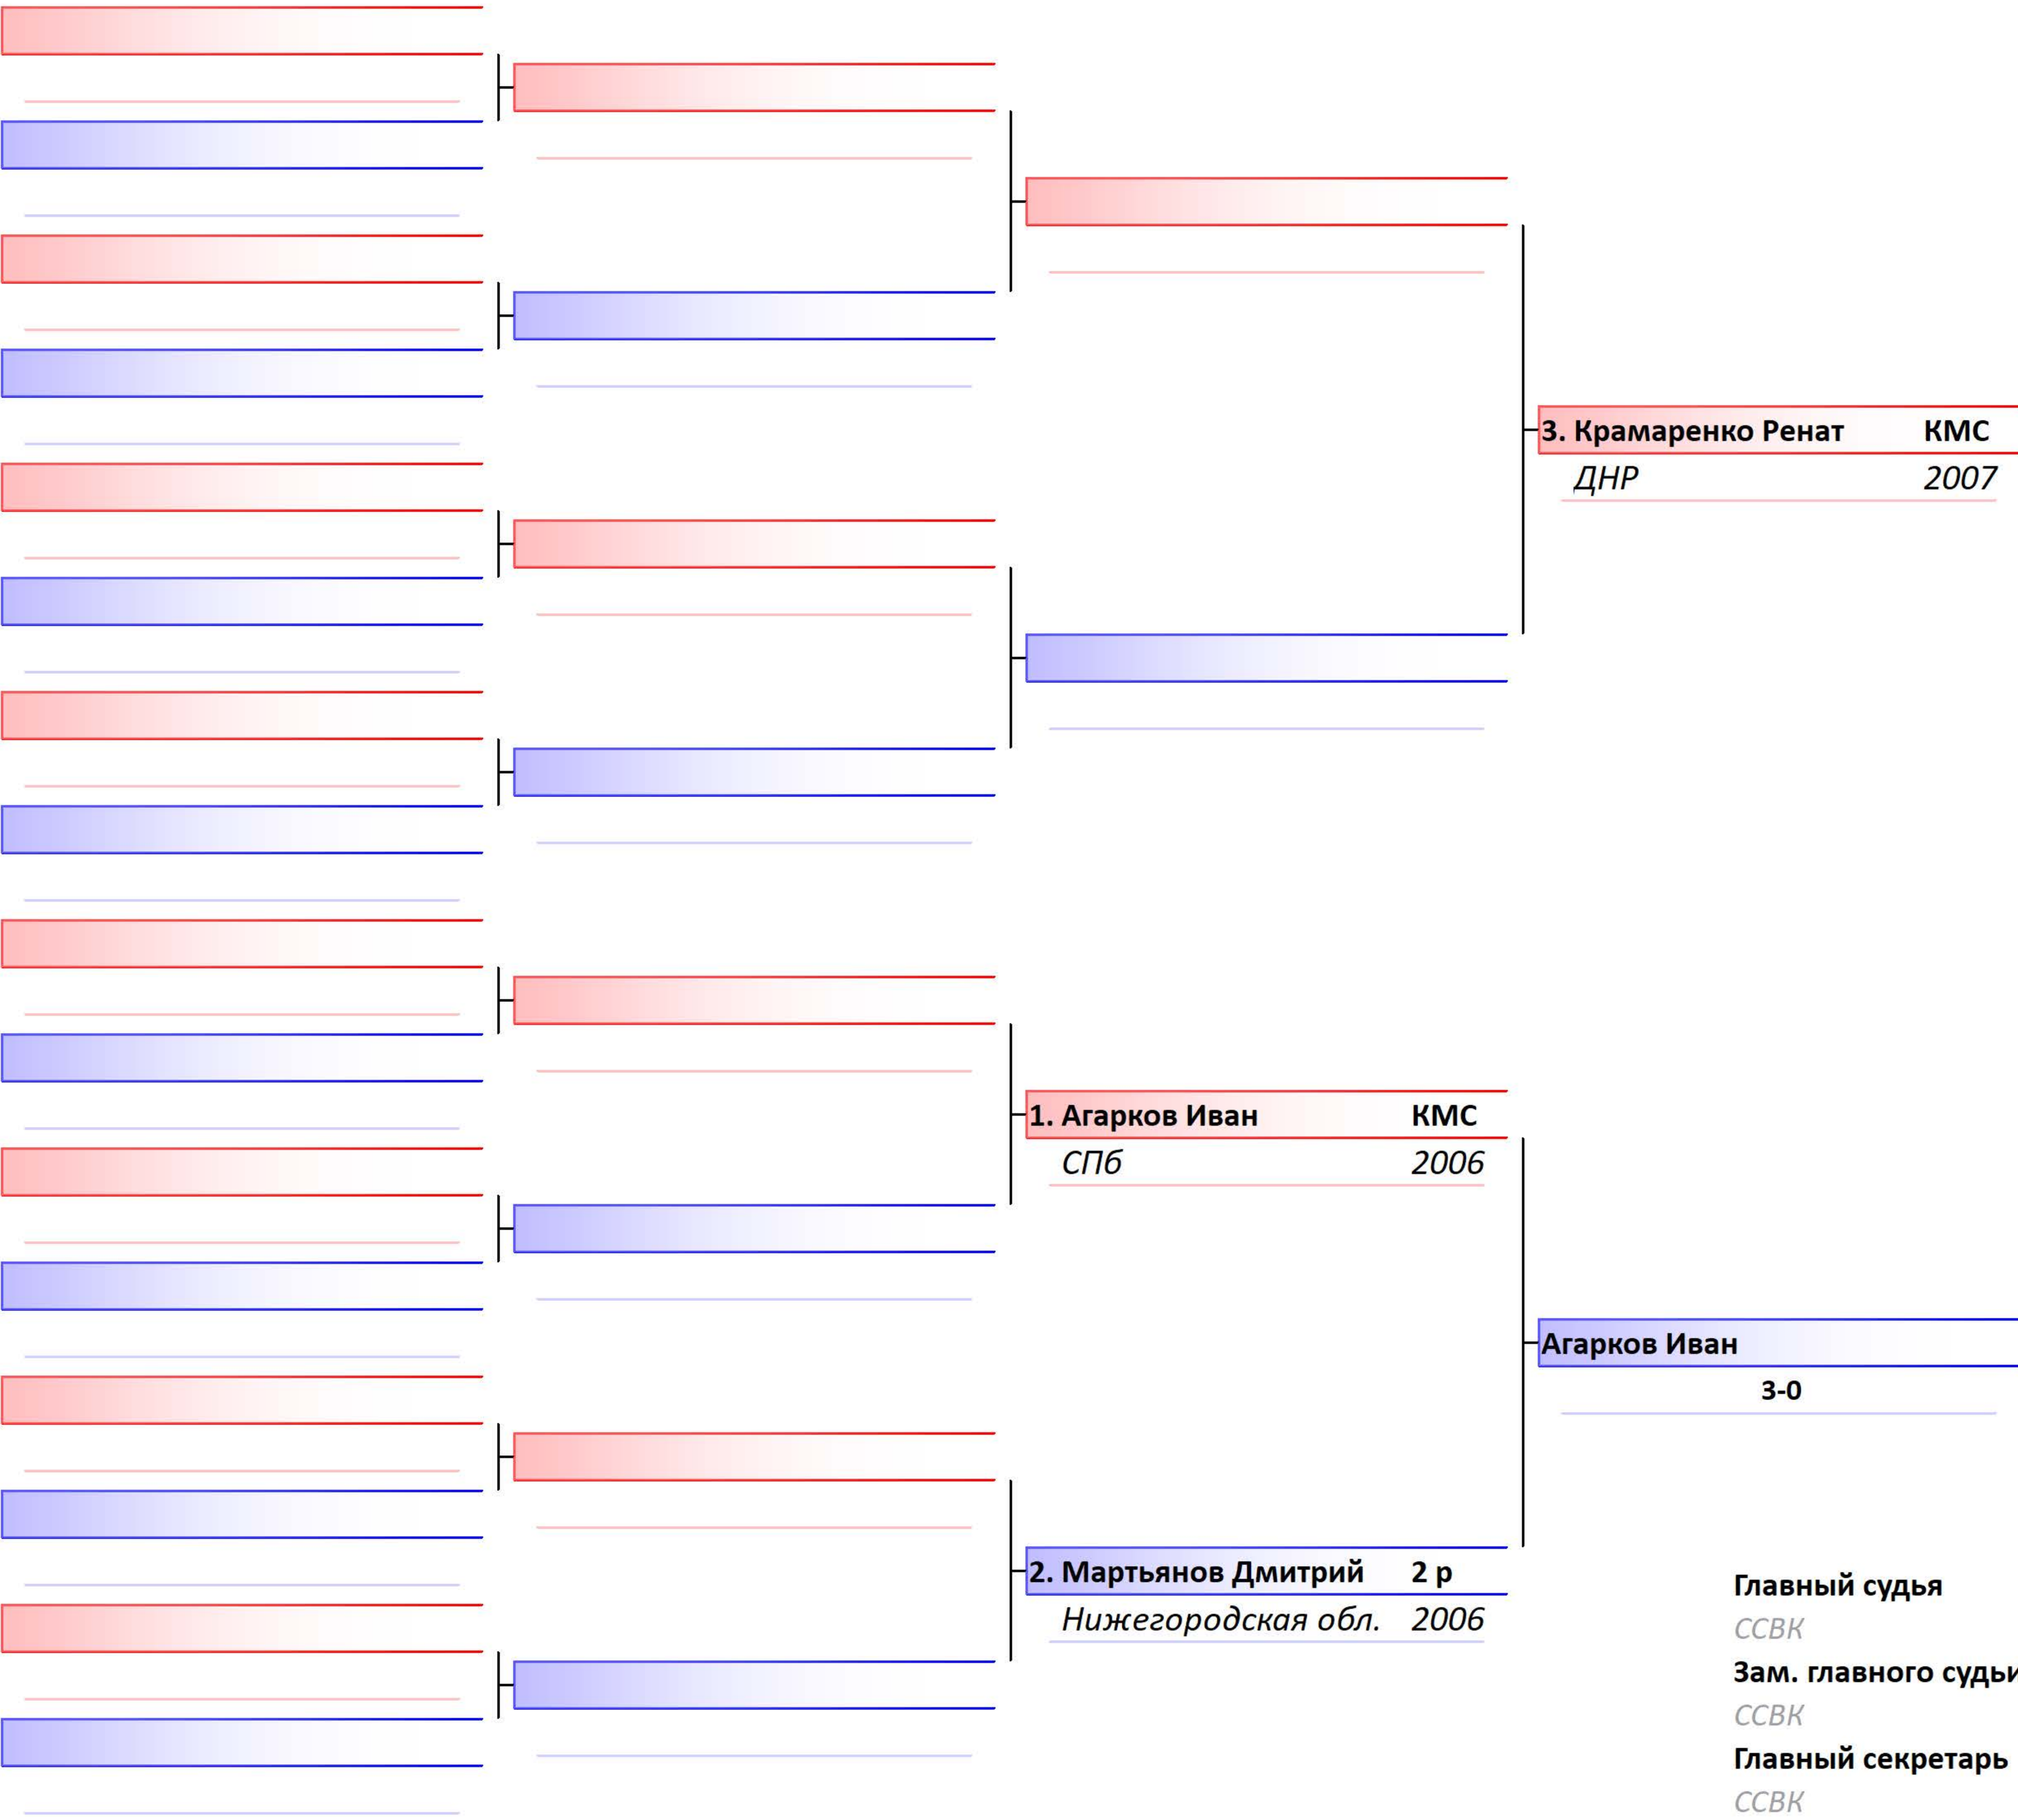 3. Крамаренко Ренат КМС
ДНР 2007
1. Агарков Иван КМС
СПб 2006
Агарков Иван
3-0
2. Мартьянов Дмитрий 2 р
Нижегородская обл. 2006
Главный судья
ССВК
Зам. главного судьи
ССВК
Главный секретарь
ССВК